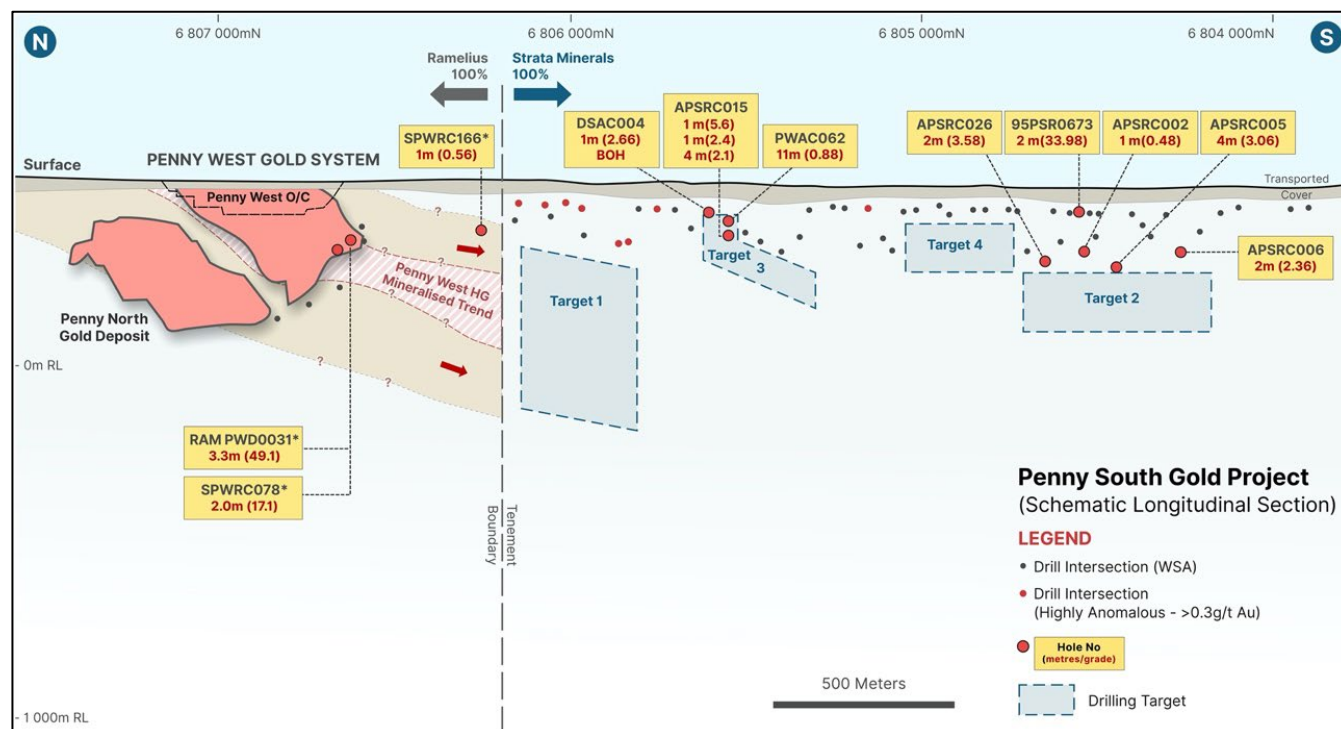 N
6 807 000mN
6 806 000mN
6 805 000mN
6 804 000mN
S
Ramelius
100%
Strata Minerals
100%
SPWRC166*
1m (0.56)
DSAC004
1m (2.66)
BOH
APSRC015
1 m(5.6)
1 m(2.4)
4 m(2.1)
PWAC062
11m (0.88)
APSRC026
2m (3.58)
95PSR0673
2 m(33.98)
APSRC002
1 m(0.48)
APSRC005
4m (3.06)
Surface
PENNY WEST GOLD SYSTEM
Transported
Cover
Penny West O/C
?
?
?
?
?
?
?
?
?
Penny West HG
Mineralised Trend
Penny North
Gold Deposit
Target 1
Target
3
Target 4
Target 2
APSRC006
2m (2.36)
- 0m RL
RAM PWD0031*
3.3m (49.1)
SPWRC078*
2.0m (17.1)
Tenement
Boundary
Penny South Gold Project
(Schematic Longitudinal Section)
LEGEND
Drill Intersection (WSA)
Drill Intersection
(Highly Anomalous - >0.3g/t Au)
Hole No
(metres/grade)
Drilling Target
500 Meters
- 1 000m RL